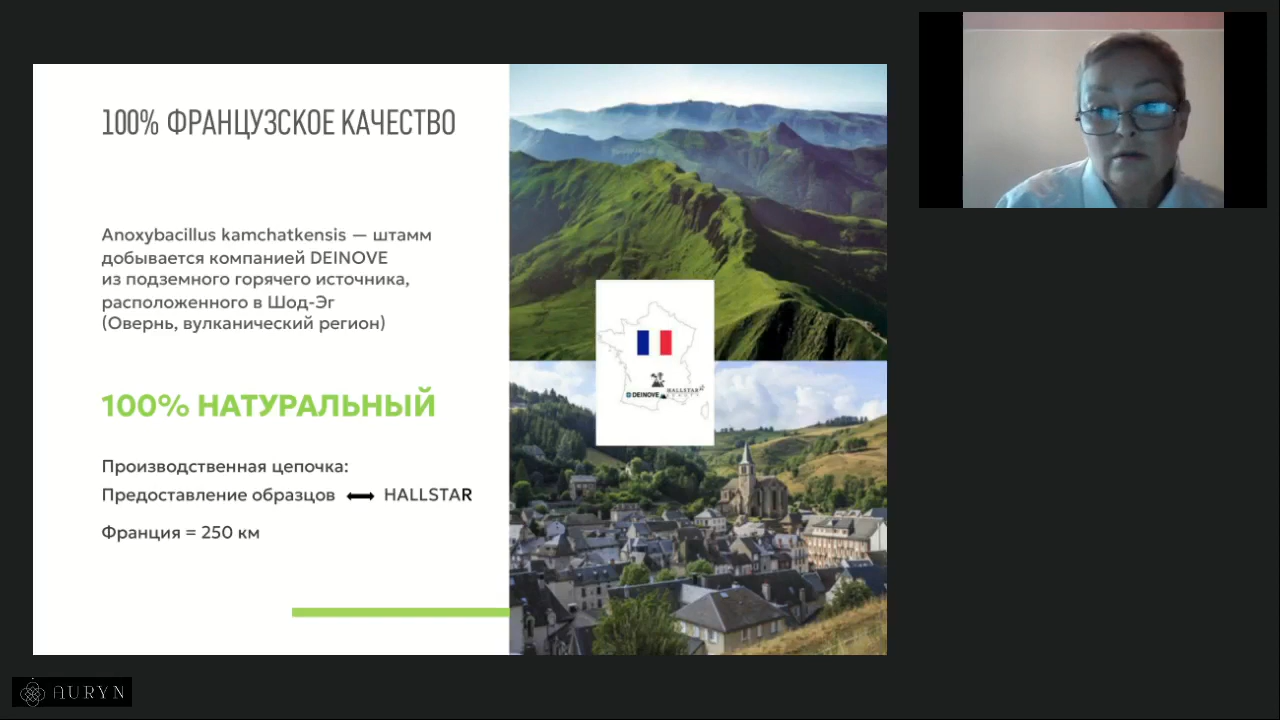 100% ФРАНЦУЗСКОЕ КАЧЕСТВО
Anoxybacillus kamchatkensis — штамм
добывается компанией DEINOVE
из подземного горячего источника,
расположенного в Шод-Эг
(Овернь, вулканический регион)
100% НАТУРАЛЬНЫЙ
Производственная цепочка:
Предоставление образцов HALLSTAR
Франция = 250 км
DEINOVE
HALLSTAR
BEAUTY
AURYN